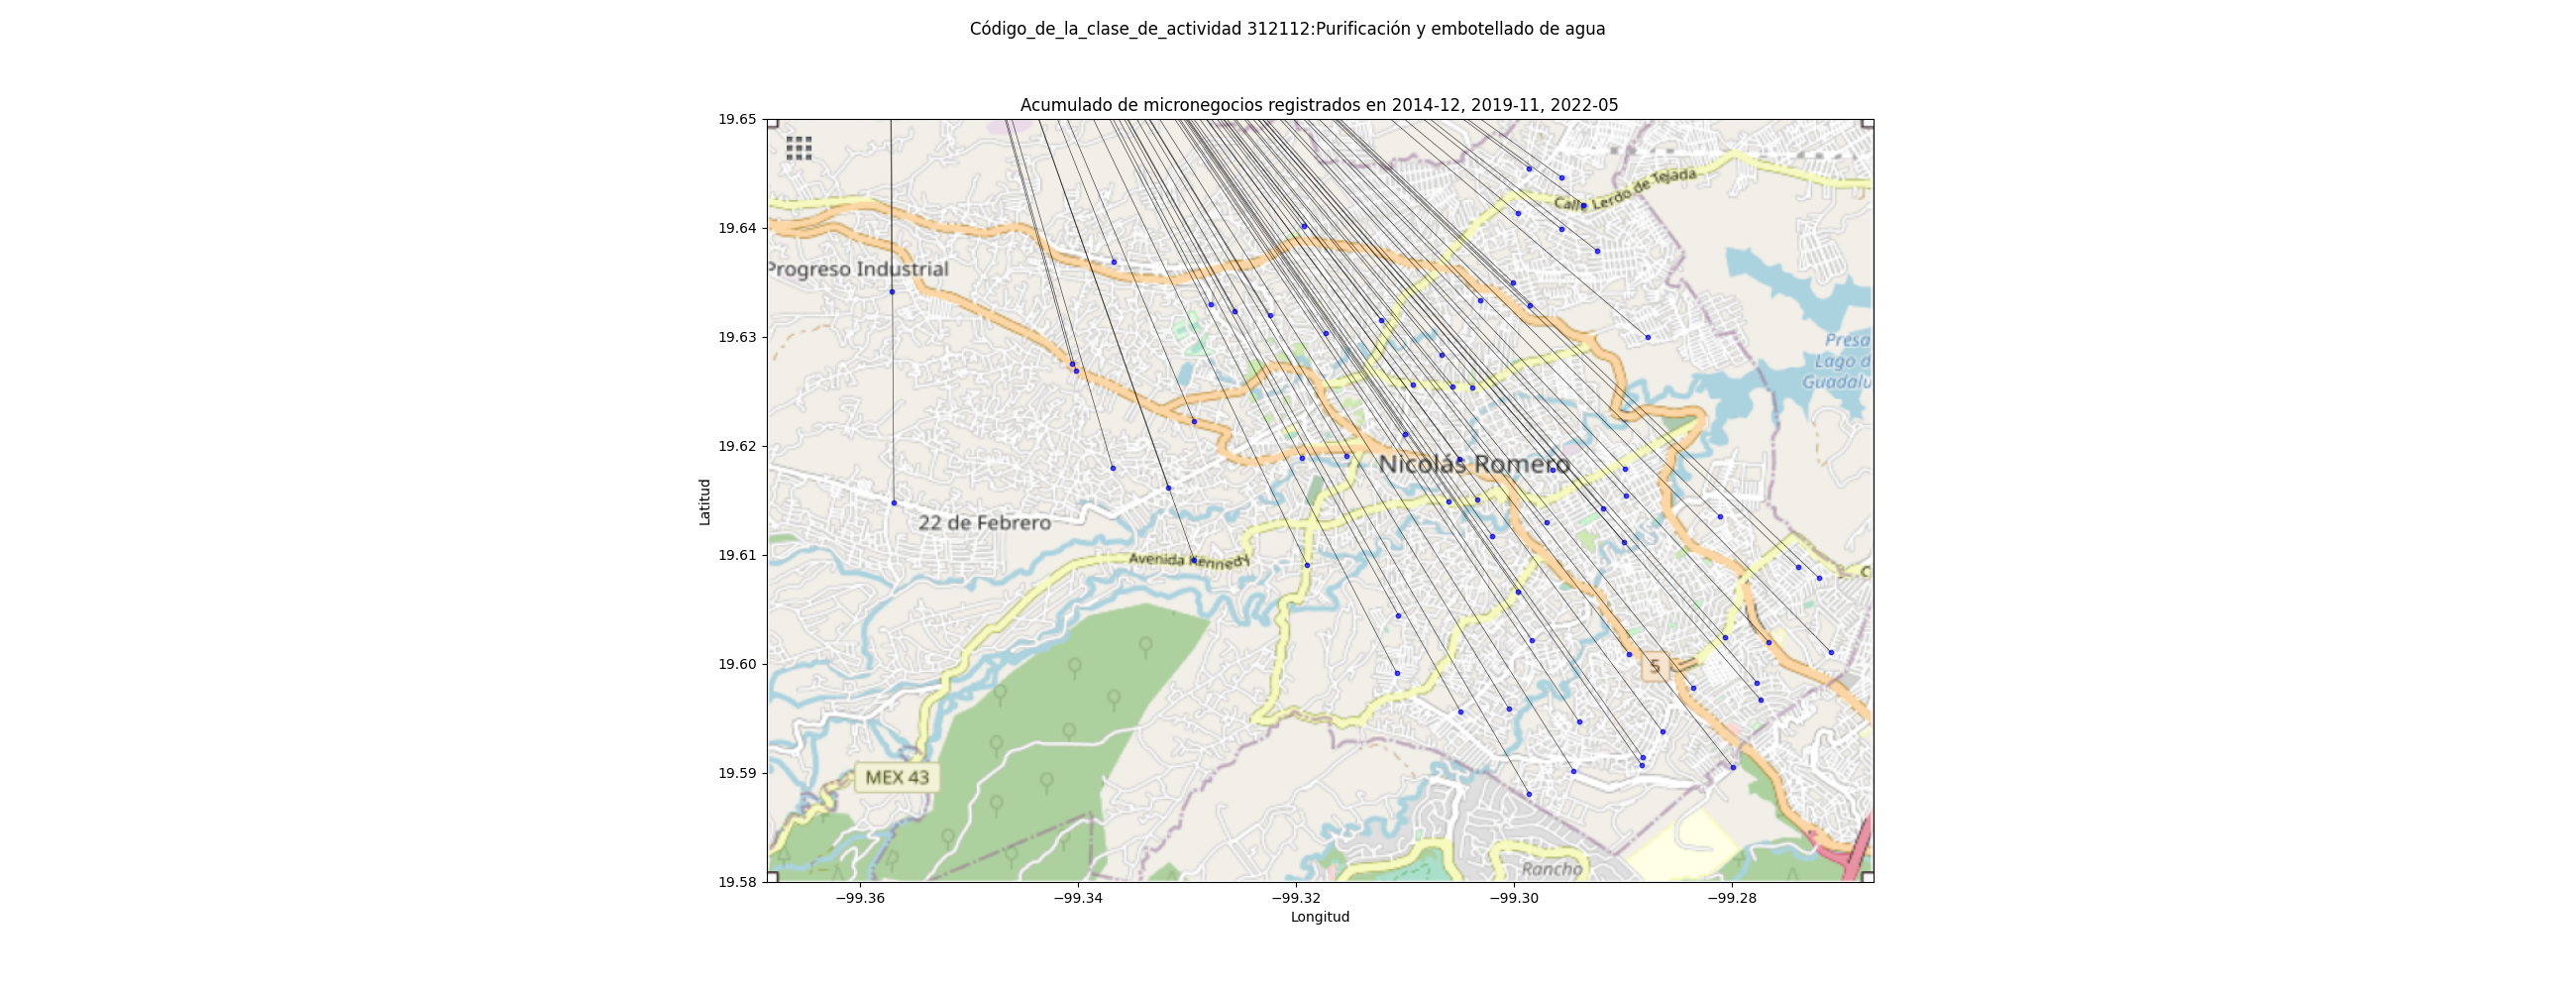 Código_de_la_clase_de_actividad 312112:Purificación y embotellado de agua
Acumulado de micronegocios registrados en 2014-12, 2019-11, 2022-05
19.65
19.64
19.63
19.62
19.61
19.60
19.59
19.58
Latitud
Calle Lerdo de Tejada
Progreso Industrial
Presa
Lago d
Guadalu
Nicolás Romero
22 de Febrero
Avenida Kennedy
C
5
MEX 43
Rancho
−99.36
−99.34
−99.32
−99.30
−99.28
Longitud